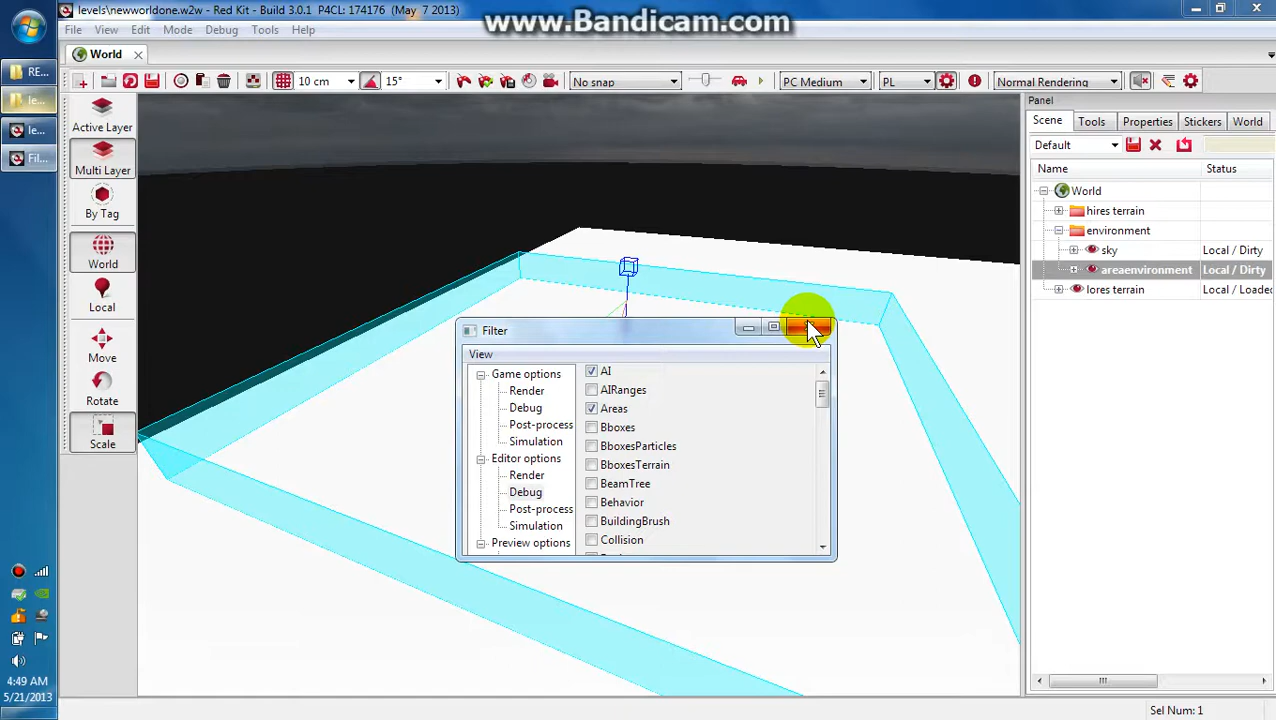 levels\newworldone.w2w - Red Kit - Build 3.0.1 P4CL: 174176 (May 7 2013)
www.Bandicam.com
File View Edit Mode Debug Tools Help
World
10 cm 15° No snap PC Medium PL Normal Rendering
Active Layer
Multi Layer
By Tag
World
Local
Move
Rotate
Scale
RE...
le...
le...
Fil...
4:49 AM
5/21/2013
Filter
View
Game options
Render
Debug
Post-process
Simulation
Editor options
Render
Debug
Post-process
Simulation
Preview options
AI
AIRanges
Areas
Bboxes
BboxesParticles
BboxesTerrain
BeamTree
Behavior
BuildingBrush
Collision
Panel
Scene Tools Properties Stickers World
Default
Name Status
World
hires terrain
environment
sky Local / Dirty
areaenvironment Local / Dirty
lores terrain Local / Loaded
Sel Num: 1